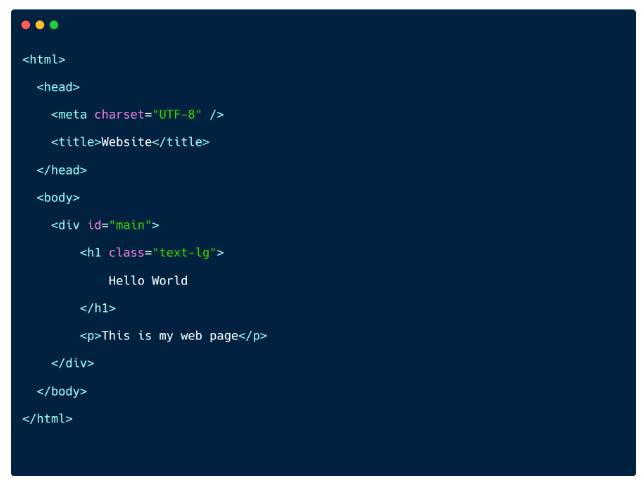 <html>
  <head>
    <meta charset="UTF-8" />
    <title>Website</title>
  </head>
  <body>
    <div id="main">
        <h1 class="text-lg">
            Hello World
        </h1>
        <p>This is my web page</p>
    </div>
  </body>
</html>